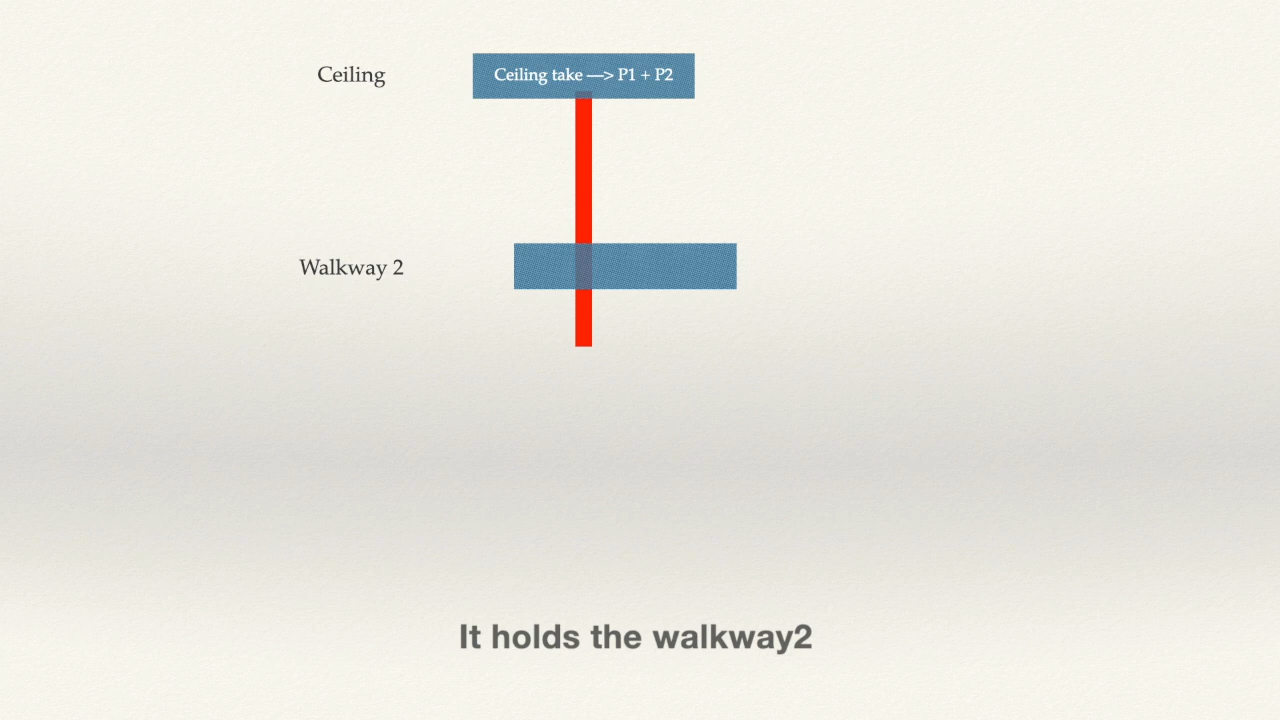 Ceiling
Ceiling take —> P1 + P2
Walkway 2
It holds the walkway2